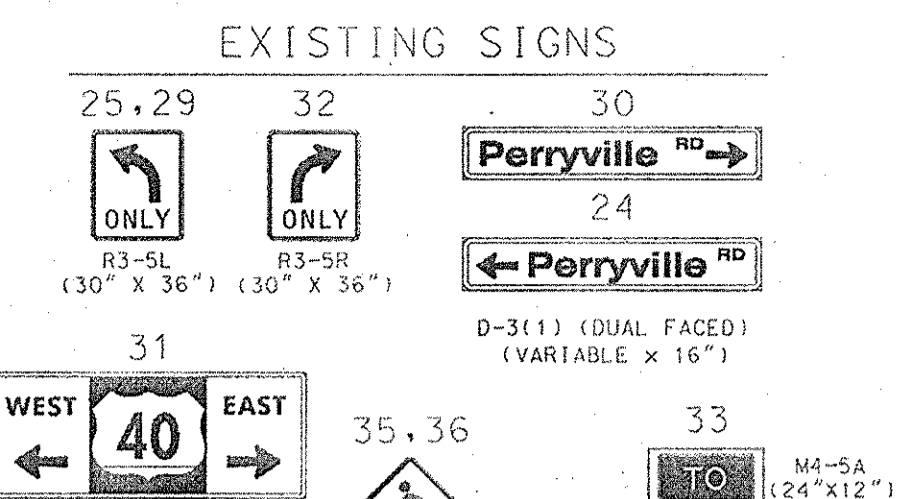 EXISTING SIGNS
25,29
ONLY
R3-5L
(30" X 36")
32
ONLY
R3-5R
(30" X 36")
30
Perryville RD
24
Perryville RD
D-3(1) (DUAL FACED)
(VARIABLE x 16")
31
WEST 40 EAST
35,36
33
TO
M4-5A
(24"X12")